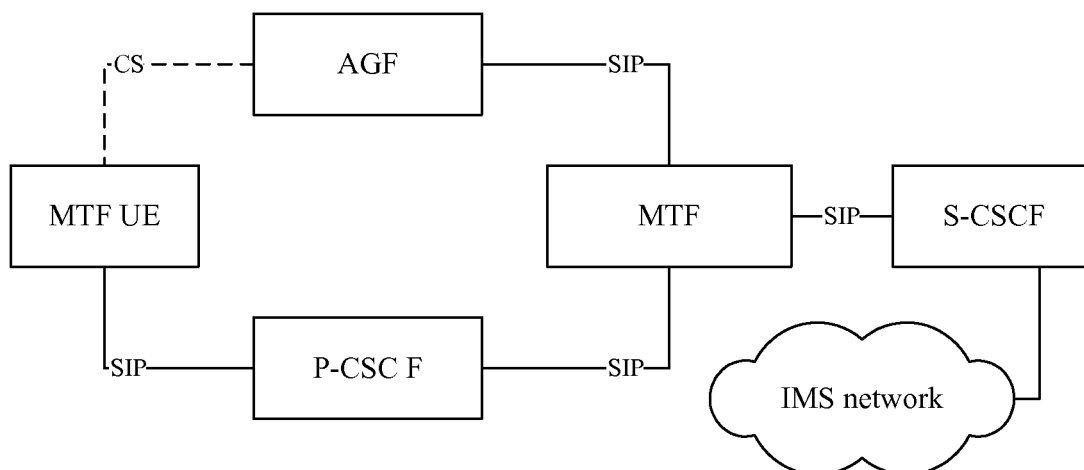 CS
AGF
SIP
MTF UE
MTF
SIP
S-CSCF
SIP
P-CSC F
SIP
IMS network